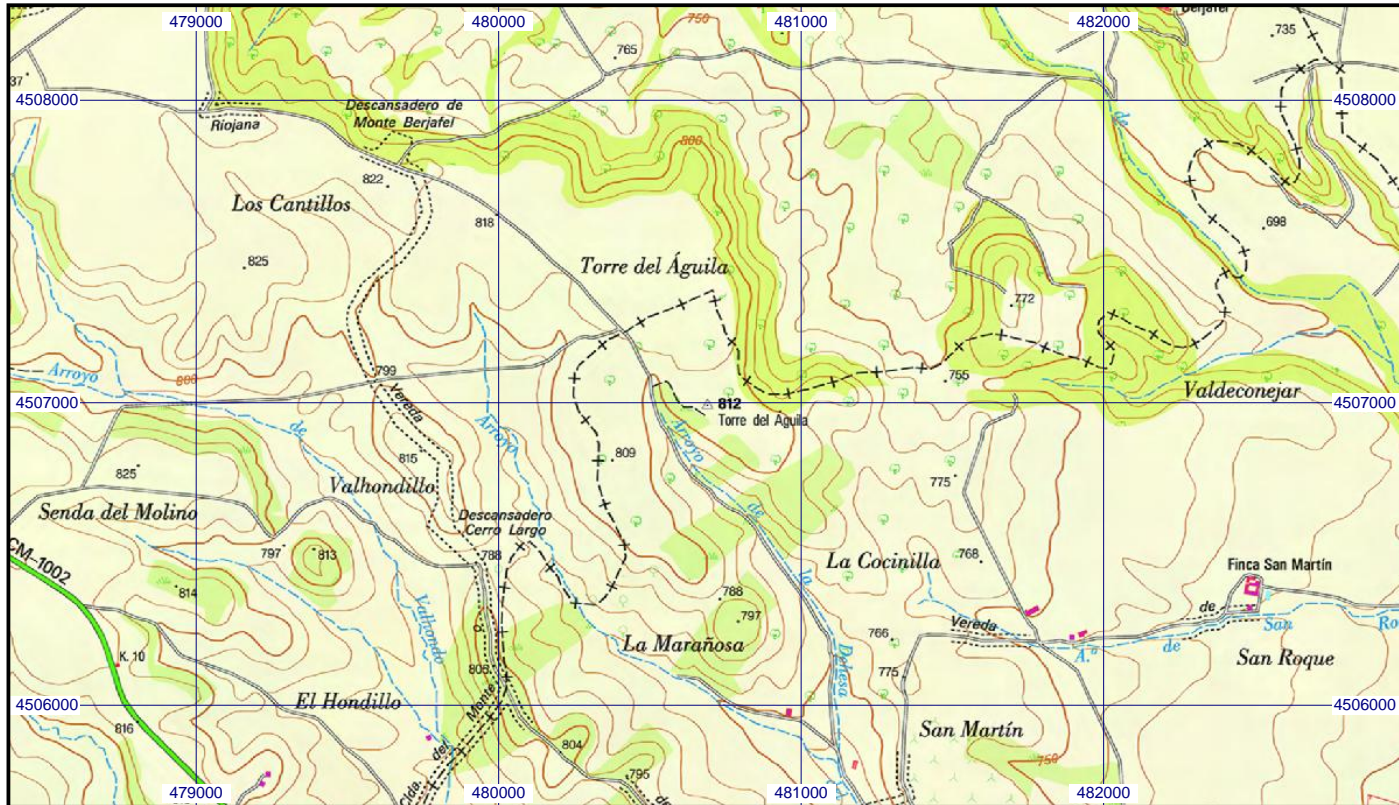 479000
480000
481000
482000
750
Berjafel
735
765
37
4508000
4508000
Descansadero de
Monte Berjafel
Riojana
de
800
822
Los Cantillos
818
698
825
Torre del Águila
772
Arroyo
800
799
755
Valdeconejar
4507000
4507000
Vereda
812
Torre del Aguila
de
Arroyo
Arroyo
815
809
825
Valhondillo
775
Senda del Molino
Descansadero
Cerro Largo
de
797
813
788
768
CM-1002
La Cocinilla
Finca San Martín
814
la
788
797
de
Valhondo
Vereda
San
Ro
766
La Marañosa
de
K. 10
A.º
Dehesa
San Roque
806
775
El Hondillo
Monte
4506000
4506000
816
San Martín
804
del
750
795
Clda.
de
479000
480000
481000
482000